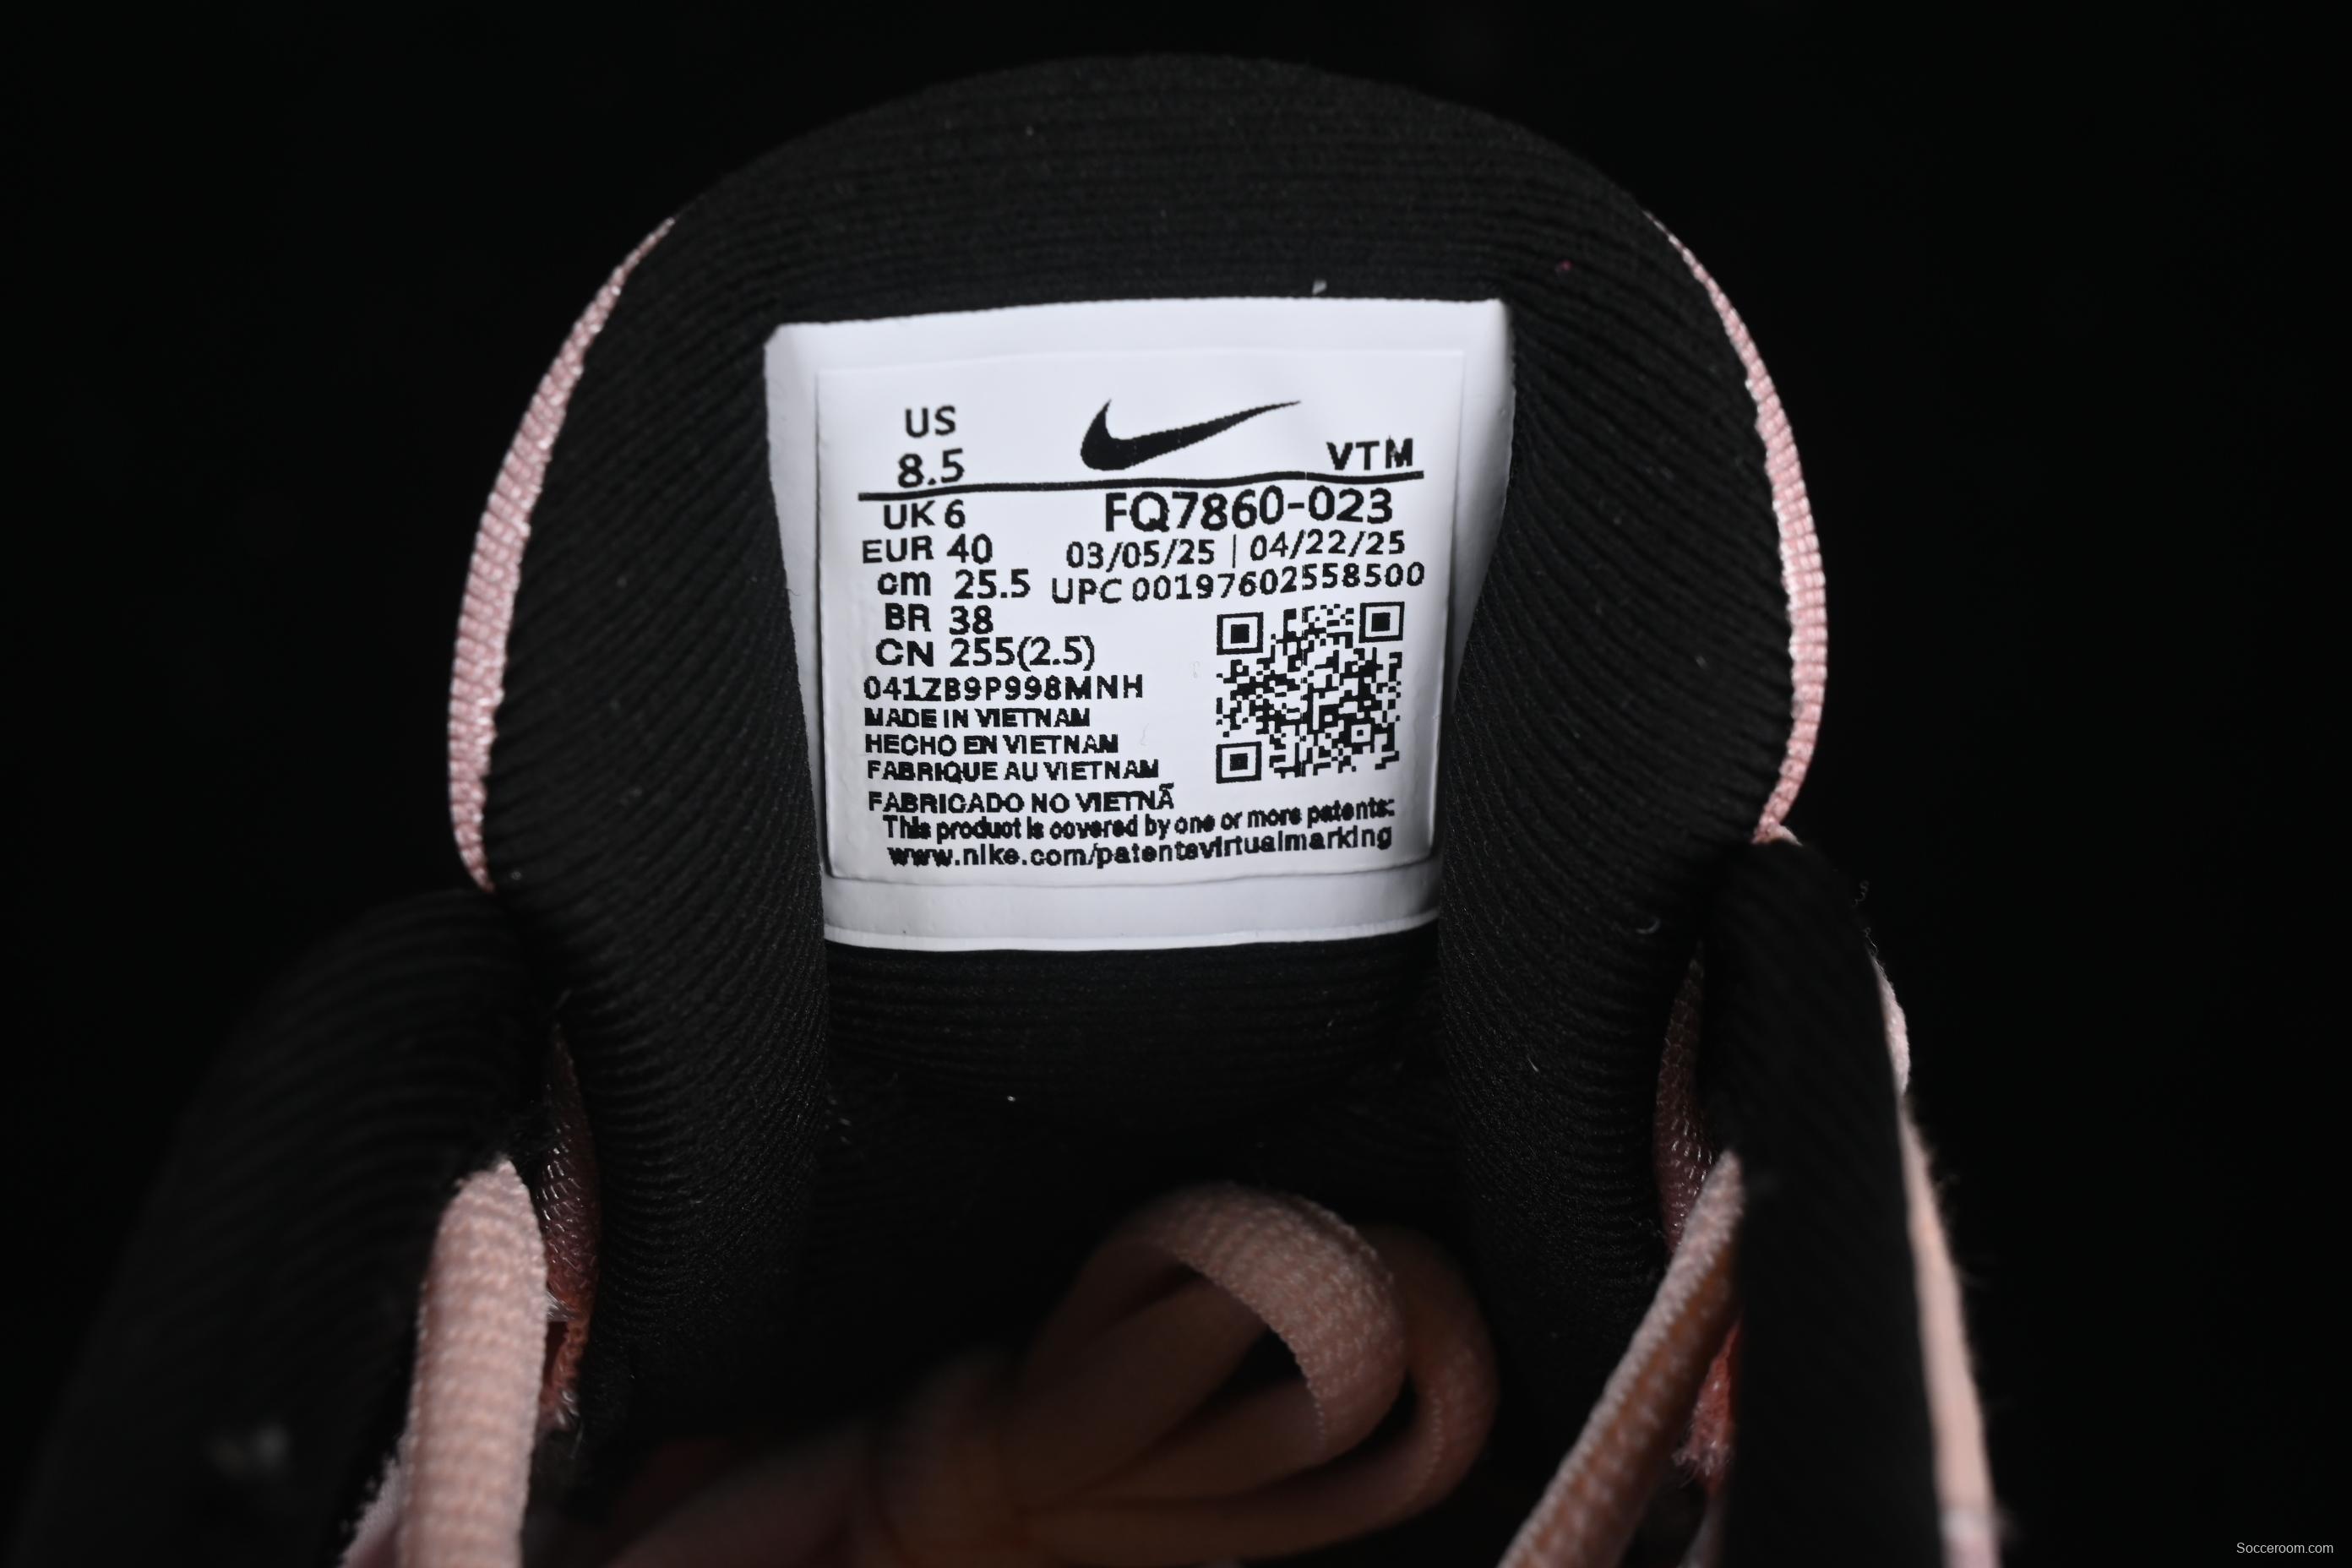 US
8.5
VTM
UK 6
FQ7860-023
EUR 40
03/05/25 | 04/22/25
cm 25.5
UPC 00197602558500
BR 38
CN 255(2.5)
041ZB9P998MNH
MADE IN VIETNAM
HECHO EN VIETNAM
FABRIQUE AU VIETNAM
FABRICADO NO VIETNÃ
This product is covered by one or more patents:
www.nike.com/patentsvirtualmarking
Socceroom.com